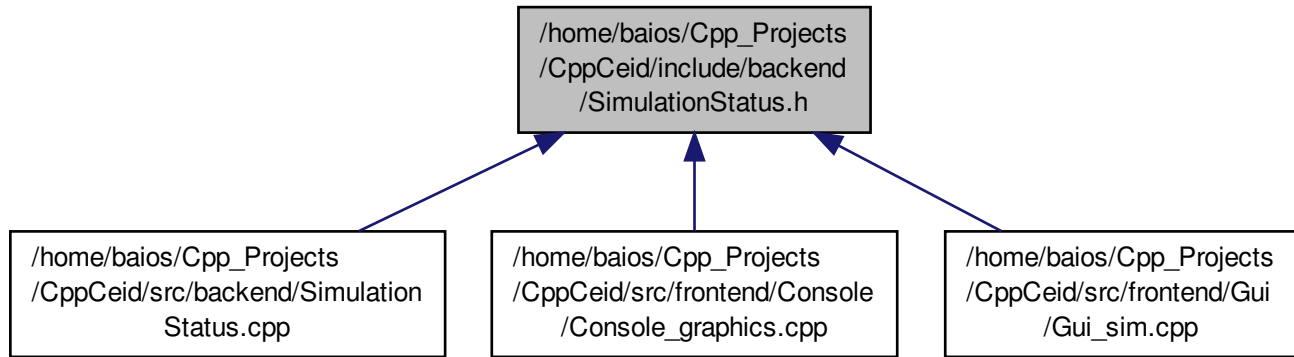 /home/baios/Cpp_Projects
/CppCeid/include/backend
/SimulationStatus.h
/home/baios/Cpp_Projects
/CppCeid/src/backend/Simulation
Status.cpp
/home/baios/Cpp_Projects
/CppCeid/src/frontend/Console
/Console_graphics.cpp
/home/baios/Cpp_Projects
/CppCeid/src/frontend/Gui
/Gui_sim.cpp